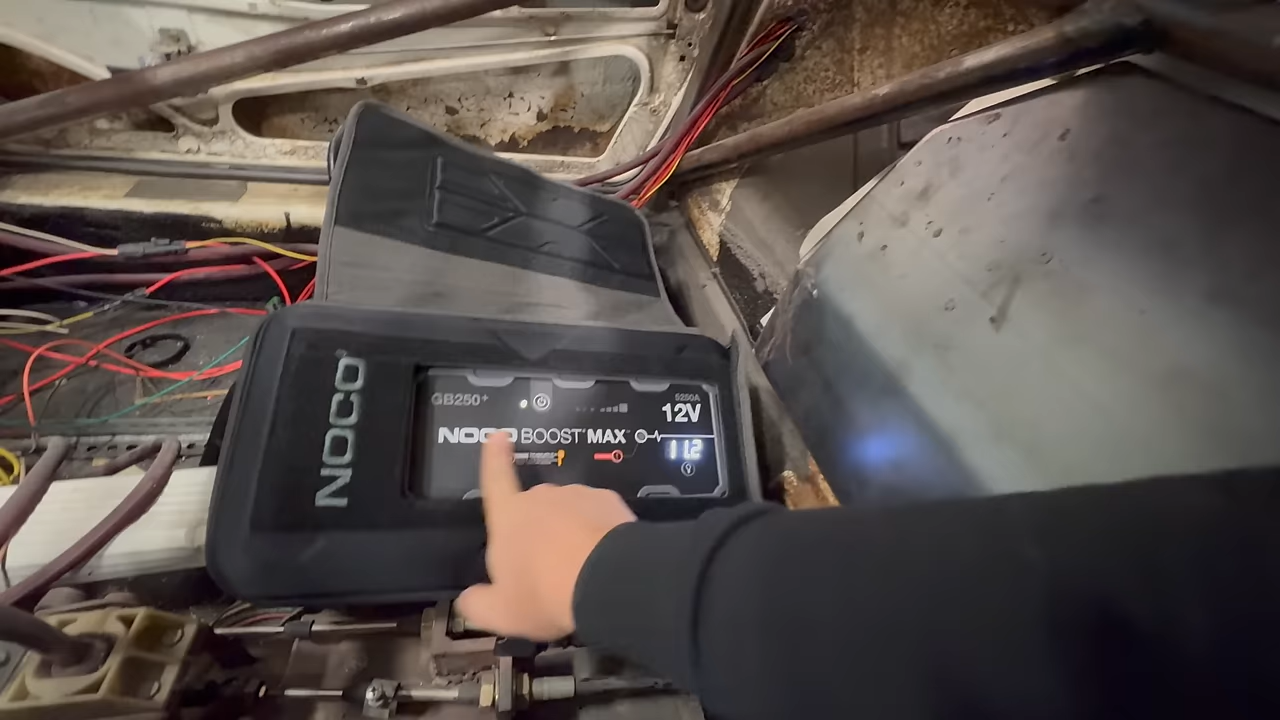 NOCO
GB250+
5250A
12V
NOCO BOOST MAX
11.2